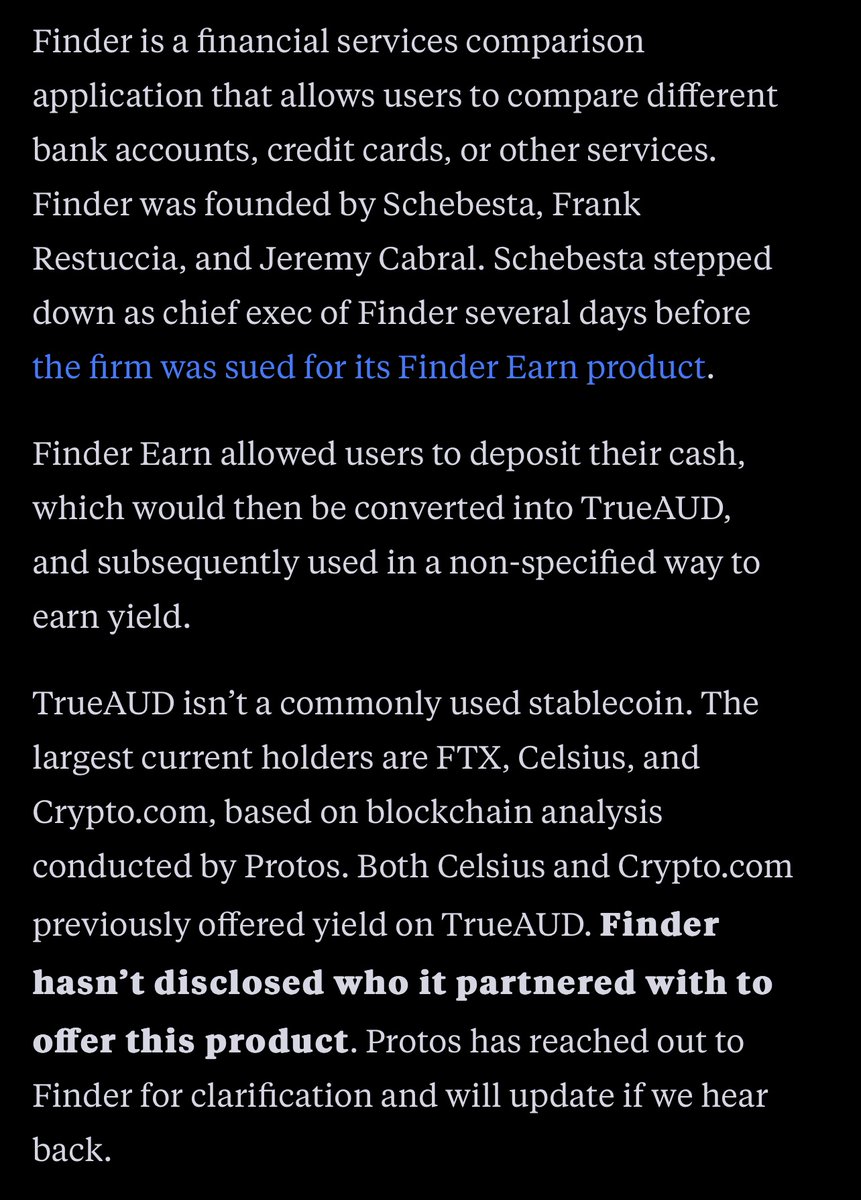 Finder is a financial services comparison
application that allows users to compare different
bank accounts, credit cards, or other services.
Finder was founded by Schebesta, Frank
Restuccia, and Jeremy Cabral. Schebesta stepped
down as chief exec of Finder several days before
the firm was sued for its Finder Earn product.
Finder Earn allowed users to deposit their cash,
which would then be converted into TrueAUD,
and subsequently used in a non-specified way to
earn yield.
TrueAUD isn’t a commonly used stablecoin. The
largest current holders are FTX, Celsius, and
Crypto.com, based on blockchain analysis
conducted by Protos. Both Celsius and Crypto.com
previously offered yield on TrueAUD. Finder
hasn’t disclosed who it partnered with to
offer this product. Protos has reached out to
Finder for clarification and will update if we hear
back.